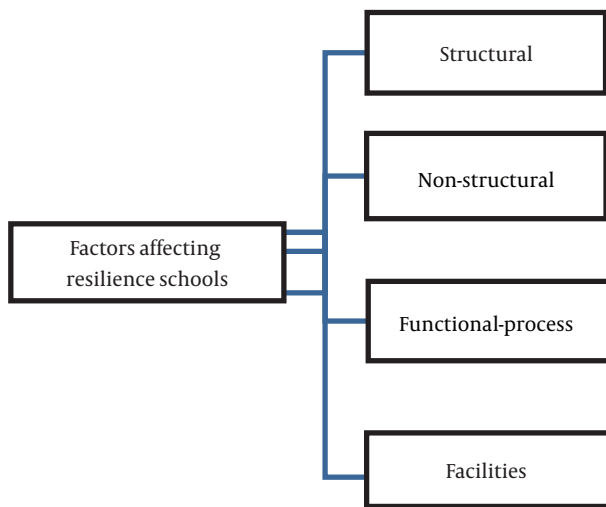 Structural
Non-structural
Factors affecting
resilience schools
Functional-process
Facilities